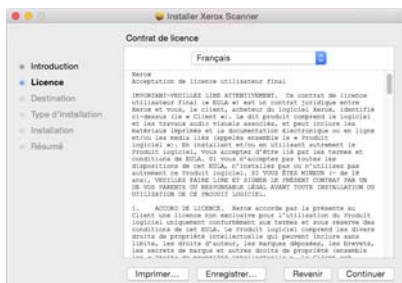 Installer Xerox Scanner
Contrat de licence
Français
Introduction
Licence
Destination
Type d'installation
Installation
Résumé
Xerox
Acceptation de licence utilisateur final
IMPORTANT-VEUILLEZ LIRE ATTENTIVEMENT. Ce contrat de licence
utilisateur final (« EULA ») est un contrat juridique entre
Xerox et vous, le client, acheteur du logiciel Xerox, identifié
ci-dessus (is « Client »). Le dit produit comprend le logiciel
et les travaux audio visuels associés, et peut inclure les
matériaux imprimés et la documentation électronique ou en ligne
et/ou les media liés (appelés ensemble le « Produit
logiciel »). En installant et/ou en utilisant autrement le
Produit logiciel, vous acceptez d'être lié par les termes et
conditions de EULA. Si vous n'acceptez pas toutes les
dispositions de cet EULA, n'installez pas ou n'utilisez pas
autrement ce Produit logiciel. SI VOUS ÊTES MINEUR (- de 18
ans), VEUILLEZ FAIRE LIRE ET SIGNER LE PRÉSENT CONTRAT PAR UN
DE VOS PARENTS OU RESPONSABLE LÉGAL AVANT TOUTE INSTALLATION OU
UTILISATION DE CE PRODUIT LOGICIEL.
1. ACCORD DE LICENCE. Xerox accorde par la présente au
Client une licence non exclusive pour l'utilisation du Produit
logiciel uniquement conformément aux termes et sous réserve des
conditions de cet EULA. Le Produit logiciel comprend les divers
droits de propriété intellectuelle qui peuvent inclure sans
limite, les droits d'auteur, les marques déposées, les brevets,
les secrets de marque et autres droits de propriété (ensemble
Imprimer...
Enregistrer...
Revenir
Continuer